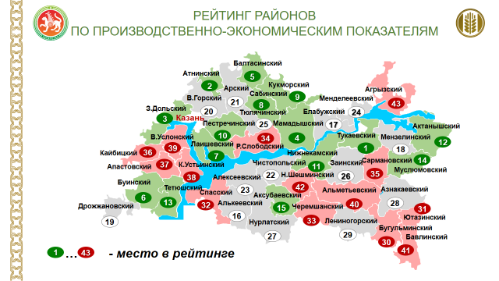 РЕЙТИНГ РАЙОНОВ
ПО ПРОИЗВОДСТВЕННО-ЭКОНОМИЧЕСКИМ ПОКАЗАТЕЛЯМ
Балтасинский
5
Атнинский
2
Арский
21
Кукморский
9
Сабинский
8
Агрызский
43
В.Горский
20
Тюлячинский
Менделеевский
24
З.Дольский
3
Казань
Пестречинский
10
25
Мамадышский
4
Елабужский
17
Актанышский
12
В.Услонский
39
Р.Слободский
34
Тукаевский
1
Мензелинский
18
Кайбицкий
36
Лаишевский
7
Нижнекамский
11
Сармановский
35
Муслюмовский
14
Апастовский
37
К.Устьинский
38
Чистопольский
22
Заинский
26
Буинский
6
Тетюшский
13
Алексеевский
23
Н.Шешминский
42
Азнакаевский
28
Спасский
32
Аксубаевский
15
Альметьевский
40
Дрожжановский
19
Алькеевский
16
Черемшанский
33
Ютазинский
31
Нурлатский
27
Лениногорский
29
Бугульминский
30
Бавлинский
41
1 ... 43 - место в рейтинге